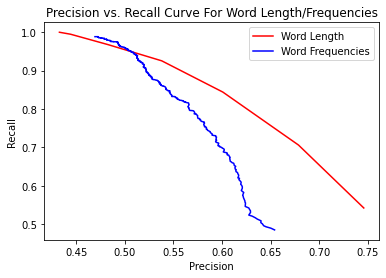 Precision vs. Recall Curve For Word Length/Frequencies
Word Length
Word Frequencies
1.0
0.9
0.8
0.7
0.6
0.5
Recall
0.45
0.50
0.55
0.60
0.65
0.70
0.75
Precision